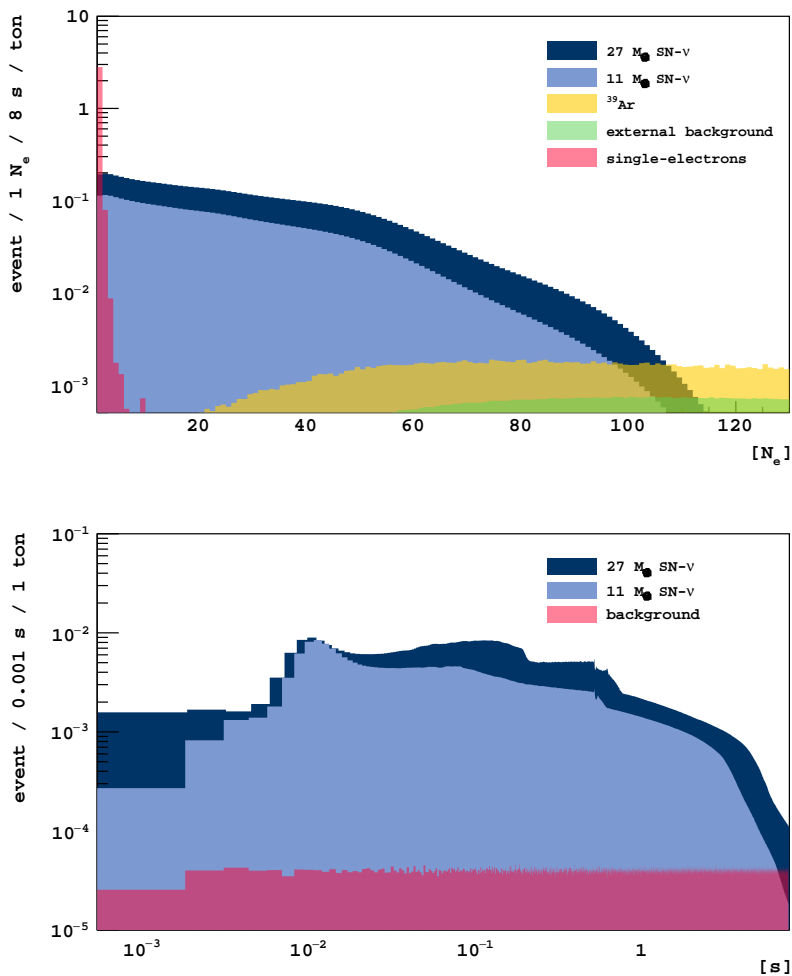 10
1
10⁻¹
10⁻²
10⁻³
event / 1 Nₑ / 8 s / ton
27 M☉ SN-ν
11 M☉ SN-ν
³⁹Ar
external background
single-electrons
20 40 60 80 100 120
[Nₑ]
10⁻¹
10⁻²
10⁻³
10⁻⁴
10⁻⁵
event / 0.001 s / 1 ton
27 M☉ SN-ν
11 M☉ SN-ν
background
10⁻³ 10⁻² 10⁻¹ 1
[s]